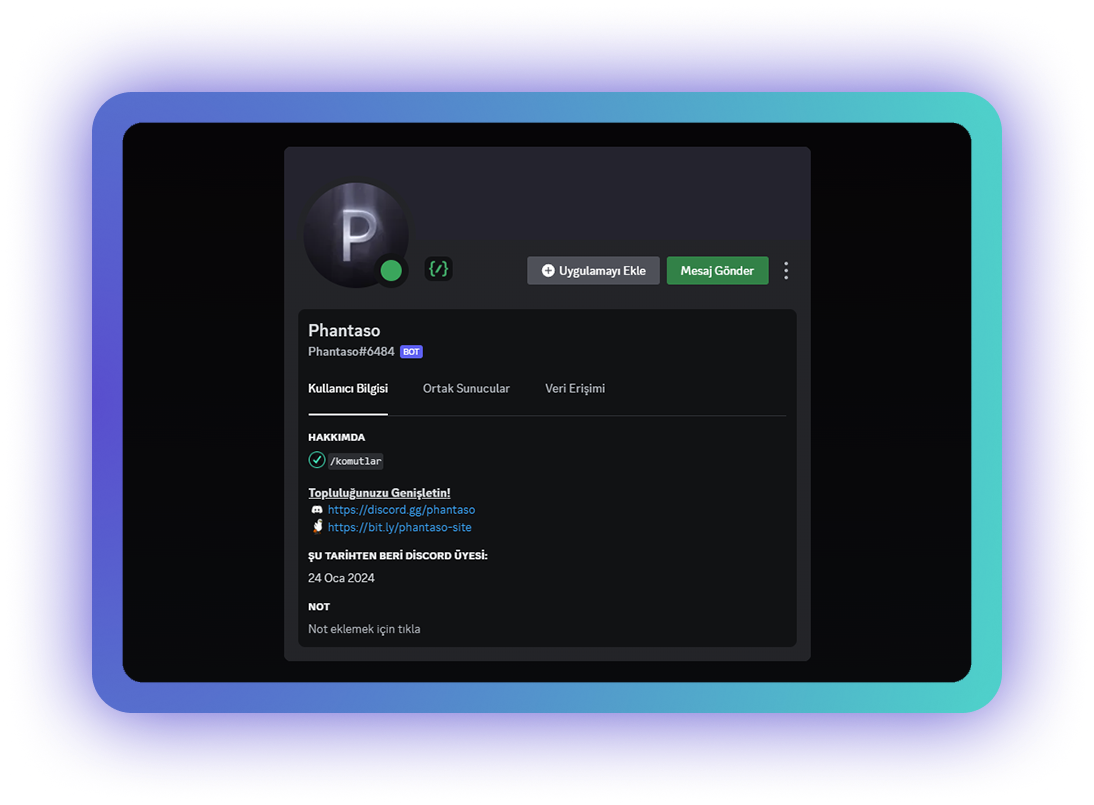 P
Uygulamayı Ekle
Mesaj Gönder
Phantaso
Phantaso#6484 BOT
Kullanıcı Bilgisi Ortak Sunucular Veri Erişimi
HAKKIMDA
/komutlar
Topluluğunuzu Genişletin!
https://discord.gg/phantaso
https://bit.ly/phantaso-site
ŞU TARİHTEN BERİ DİSCORD ÜYESİ:
24 Oca 2024
NOT
Not eklemek için tıkla